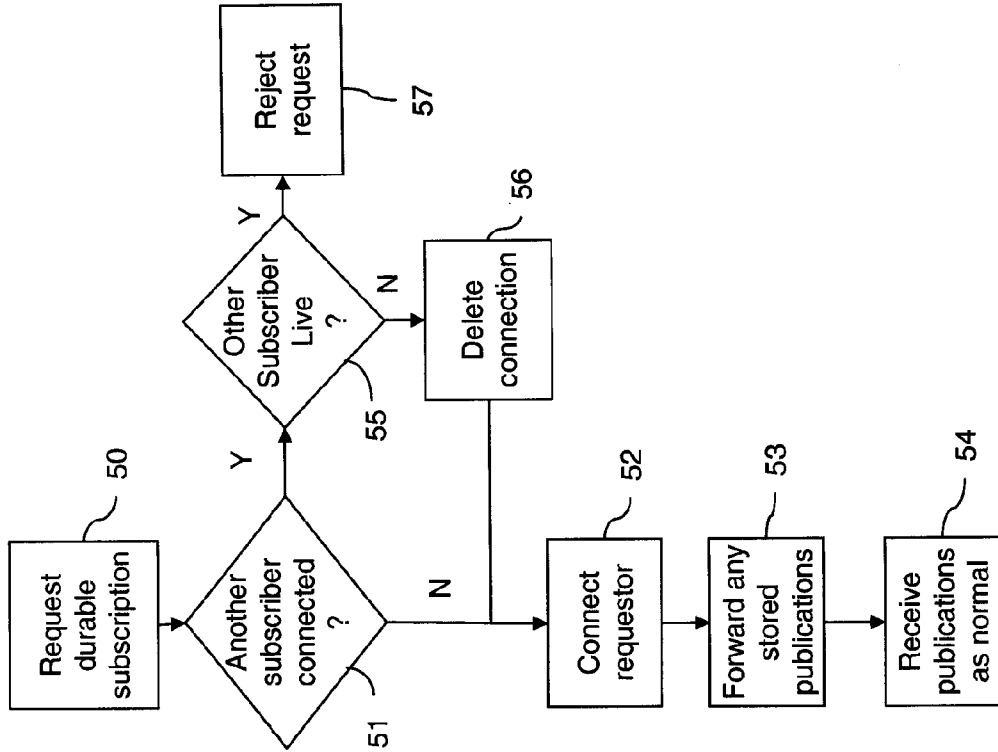 Request
durable
subscription
50
Another
subscriber
connected
?
51
Y
N
Other
Subscriber
Live
?
55
Y
N
Reject
request
57
Delete
connection
56
Connect
requestor
52
Forward any
stored
publications
53
Receive
publications
as normal
54